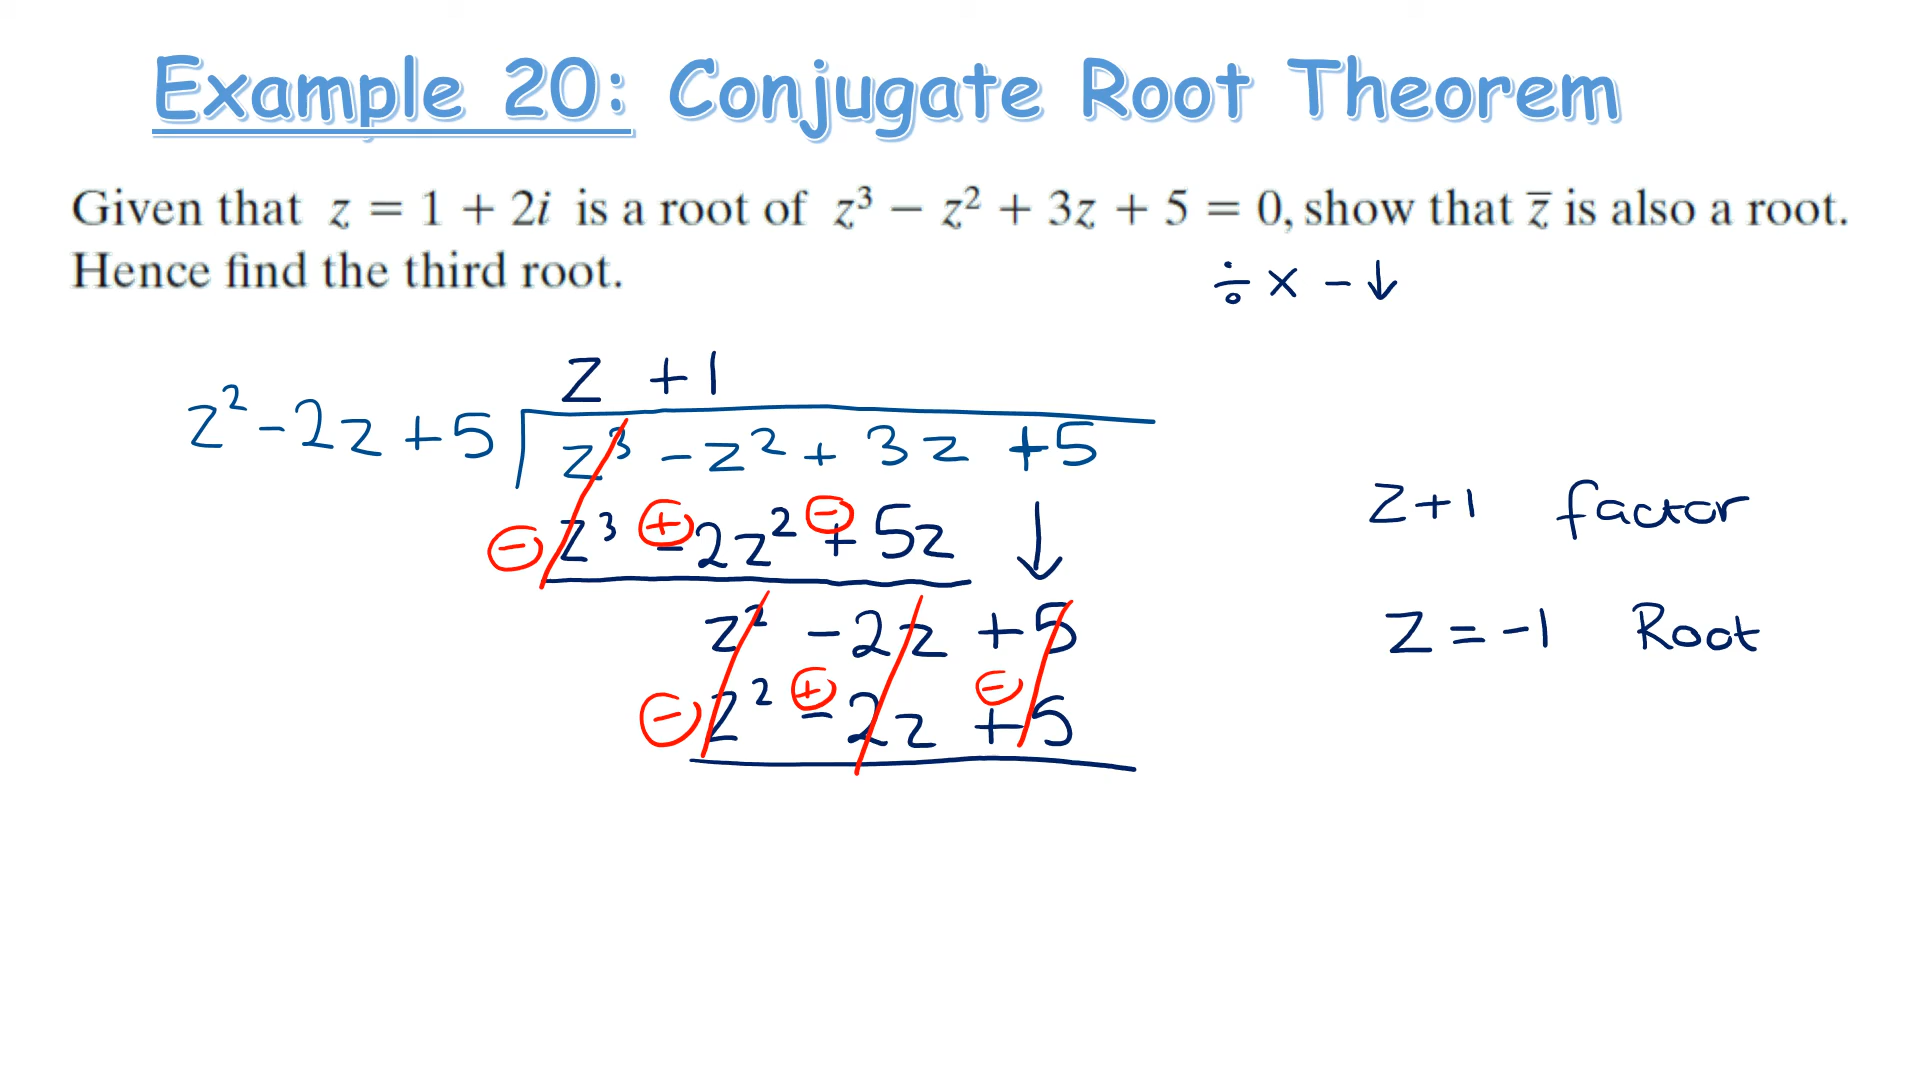 Example 20: Conjugate Root Theorem
Given that z = 1 + 2i is a root of z³ − z² + 3z + 5 = 0, show that z̅ is also a root.
Hence find the third root.
÷ × − ↓
z + 1
z² − 2z + 5 z³ − z² + 3z + 5
⊖ z³ ⊕ − 2z² ⊖ + 5z ↓
z + 1 factor
z² − 2z + 5
z = −1 Root
⊖ z² ⊕ − 2z ⊖ + 5